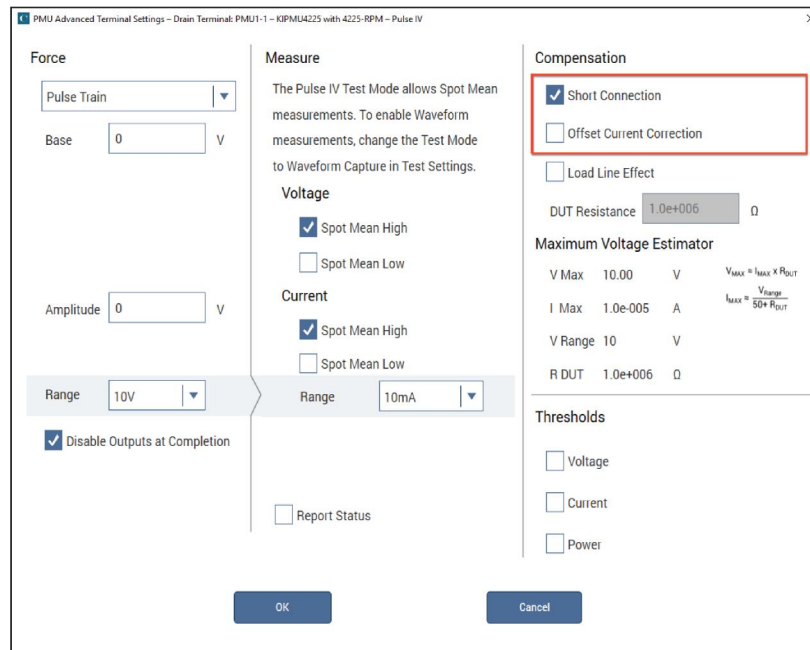 PMU Advanced Terminal Settings – Drain Terminal: PMU1-1 – KIPMU4225 with 4225-RPM – Pulse IV
Force
Pulse Train
Base 0 V
Amplitude 0 V
Range 10V
Disable Outputs at Completion
Measure
The Pulse IV Test Mode allows Spot Mean
measurements. To enable Waveform
measurements, change the Test Mode
to Waveform Capture in Test Settings.
Voltage
Spot Mean High
Spot Mean Low
Current
Spot Mean High
Spot Mean Low
Range 10mA
Report Status
Compensation
Short Connection
Offset Current Correction
Load Line Effect
DUT Resistance 1.0e+006 Ω
Maximum Voltage Estimator
V Max 10.00 V
I Max 1.0e-005 A
V Range 10 V
R DUT 1.0e+006 Ω
VMAX = IMAX x RDUT
IMAX = VRange / 50+ RDUT
Thresholds
Voltage
Current
Power
OK
Cancel